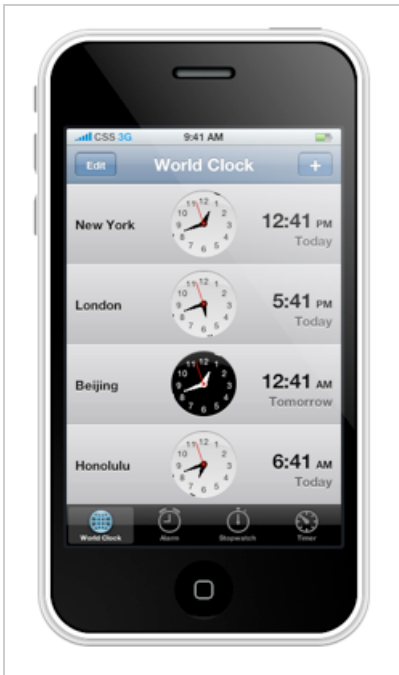 CSS 3G 9:41 AM
Edit World Clock +
New York 12:41 PM
Today
London 5:41 PM
Today
Beijing 12:41 AM
Tomorrow
Honolulu 6:41 AM
Today
World Clock Alarm Stopwatch Timer